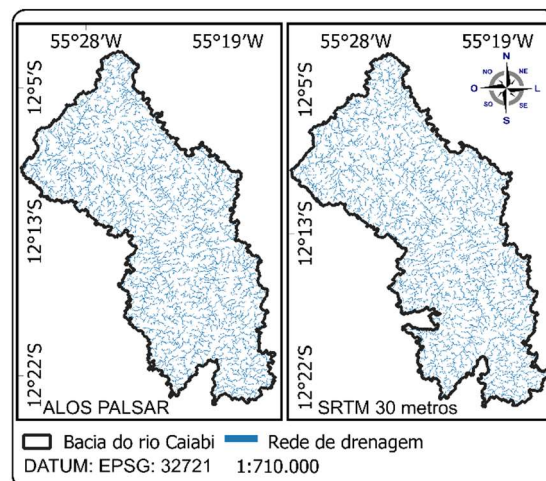 55°28′W 55°19′W 55°28′W 55°19′W
N
NO NE
O L
SO SE
S
12°5′S 12°5′S
12°13′S 12°13′S
12°22′S 12°22′S
ALOS PALSAR SRTM 30 metros
Bacia do rio Caiabi Rede de drenagem
DATUM: EPSG: 32721 1:710.000